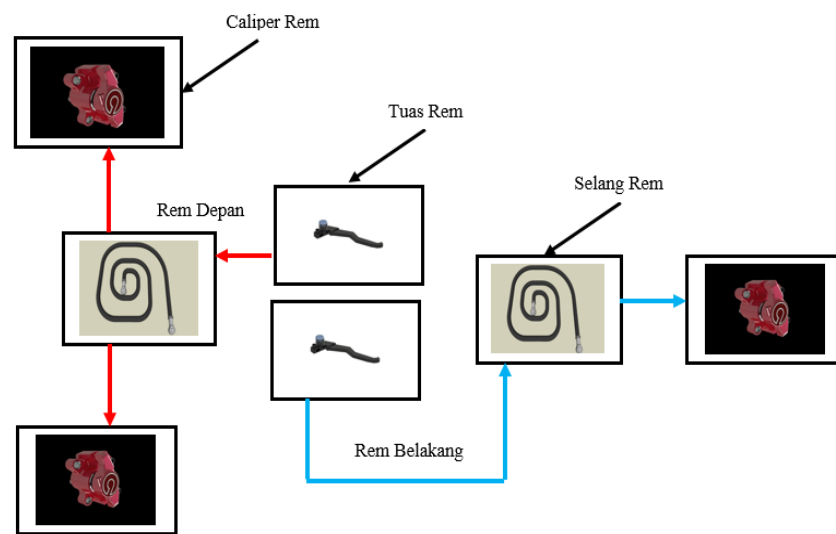 Caliper Rem
Tuas Rem
Selang Rem
Rem Depan
Rem Belakang